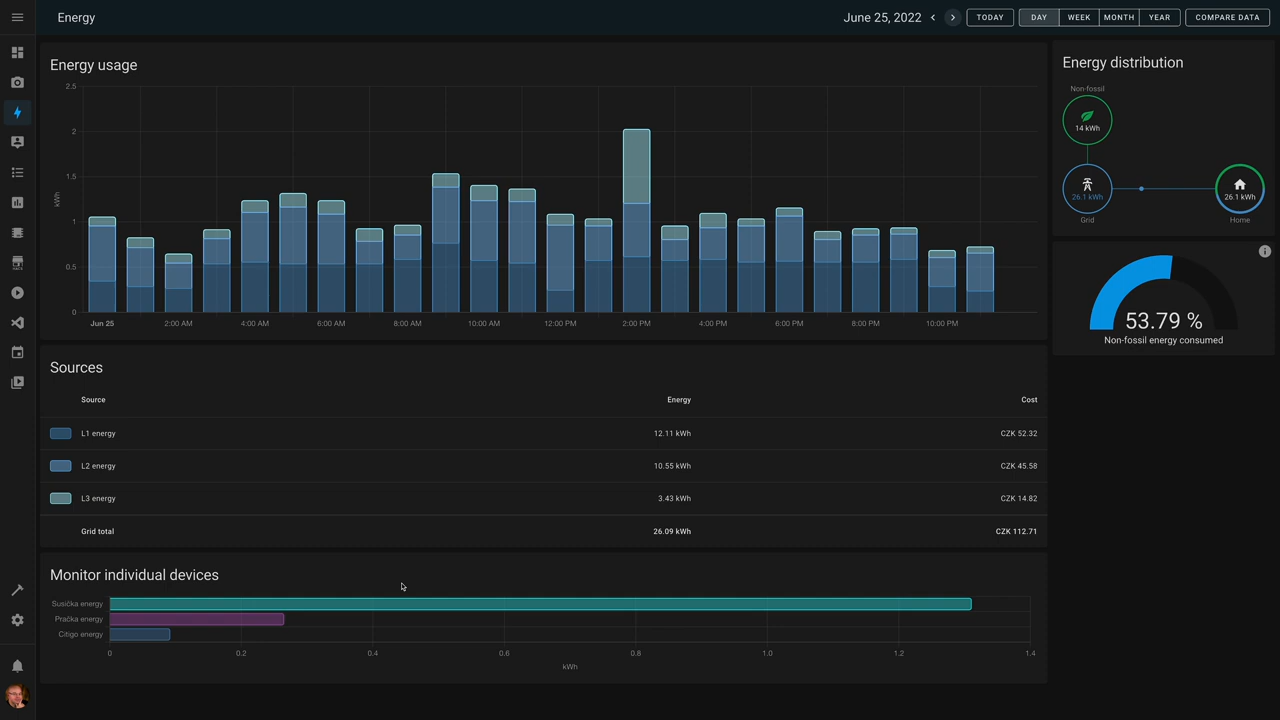 Energy
June 25, 2022
TODAY
DAY
WEEK
MONTH
YEAR
COMPARE DATA
Energy usage
2.5
2
1.5
1
0.5
0
kWh
Jun 25
2:00 AM
4:00 AM
6:00 AM
8:00 AM
10:00 AM
12:00 PM
2:00 PM
4:00 PM
6:00 PM
8:00 PM
10:00 PM
Energy distribution
Non-fossil
14 kWh
26.1 kWh
Grid
26.1 kWh
Home
53.79 %
Non-fossil energy consumed
Sources
Source Energy Cost
L1 energy 12.11 kWh CZK 52.32
L2 energy 10.55 kWh CZK 45.58
L3 energy 3.43 kWh CZK 14.82
Grid total 26.09 kWh CZK 112.71
Monitor individual devices
Sušička energy
Pračka energy
Citigo energy
0 0.2 0.4 0.6 0.8 1.0 1.2 1.4
kWh